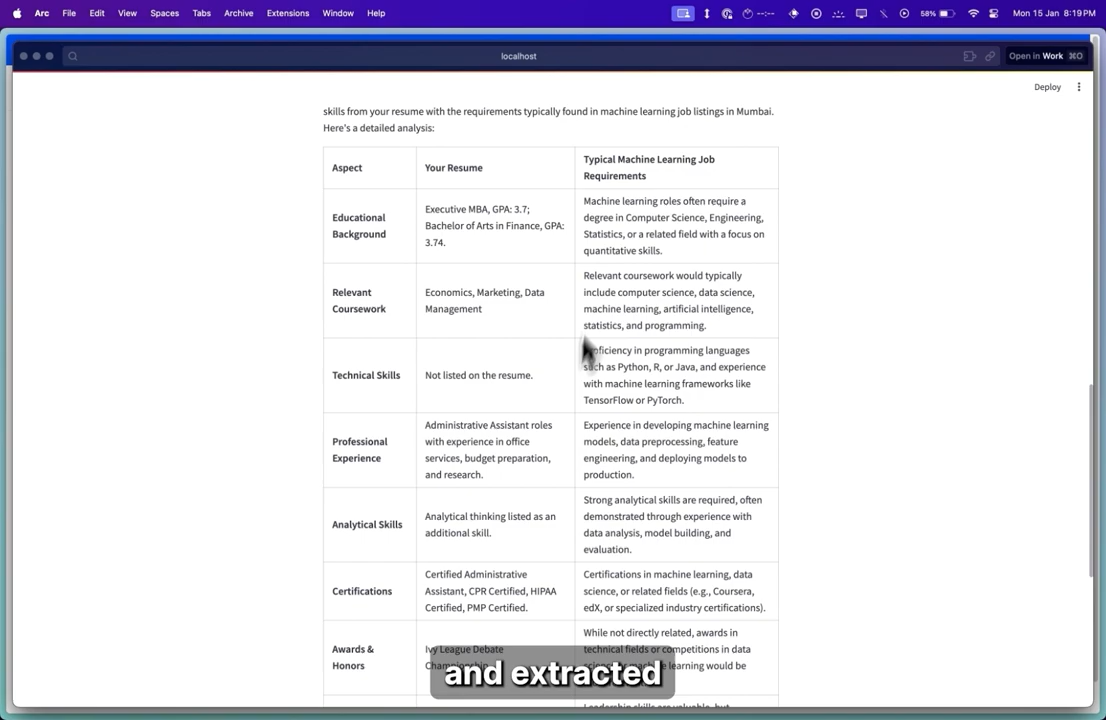 Arc File Edit View Spaces Tabs Archive Extensions Window Help 58% Mon 15 Jan 8:19 PM
localhost Open in Work ⌘O
Deploy
skills from your resume with the requirements typically found in machine learning job listings in Mumbai.
Here's a detailed analysis:
Aspect
Your Resume
Typical Machine Learning Job
Requirements
Educational
Background
Executive MBA, GPA: 3.7;
Bachelor of Arts in Finance, GPA:
3.74.
Machine learning roles often require a
degree in Computer Science, Engineering,
Statistics, or a related field with a focus on
quantitative skills.
Relevant
Coursework
Economics, Marketing, Data
Management
Relevant coursework would typically
include computer science, data science,
machine learning, artificial intelligence,
statistics, and programming.
Technical Skills
Not listed on the resume.
Proficiency in programming languages
such as Python, R, or Java, and experience
with machine learning frameworks like
TensorFlow or PyTorch.
Professional
Experience
Administrative Assistant roles
with experience in office
services, budget preparation,
and research.
Experience in developing machine learning
models, data preprocessing, feature
engineering, and deploying models to
production.
Analytical Skills
Analytical thinking listed as an
additional skill.
Strong analytical skills are required, often
demonstrated through experience with
data analysis, model building, and
evaluation.
Certifications
Certified Administrative
Assistant, CPR Certified, HIPAA
Certified, PMP Certified.
Certifications in machine learning, data
science, or related fields (e.g., Coursera,
edX, or specialized industry certifications).
Awards &
Honors
Ivy League Debate
Championship
While not directly related, awards in
technical fields or competitions in data
learning would be
Leadership skills are valuable, but
and extracted